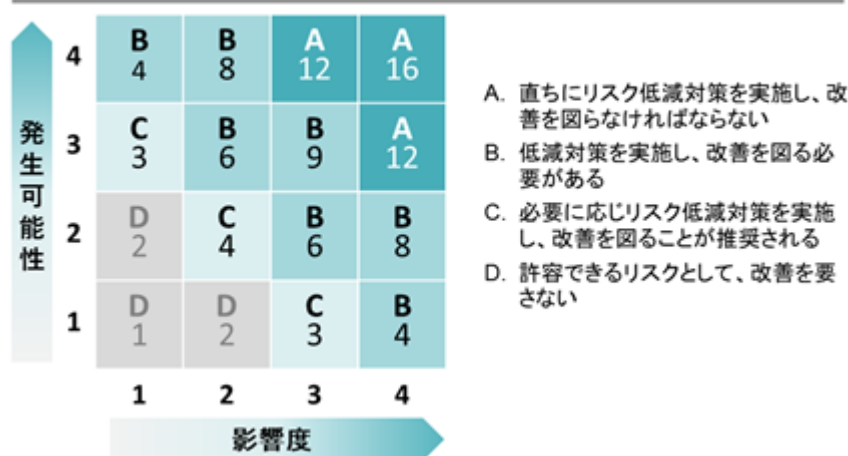 発生可能性
4
B
4
B
8
A
12
A
16
3
C
3
B
6
B
9
A
12
2
D
2
C
4
B
6
B
8
1
D
1
D
2
C
3
B
4
1 2 3 4
影響度
A. 直ちにリスク低減対策を実施し、改
善を図らなければならない
B. 低減対策を実施し、改善を図る必
要がある
C. 必要に応じリスク低減対策を実施
し、改善を図ることが推奨される
D. 許容できるリスクとして、改善を要
さない